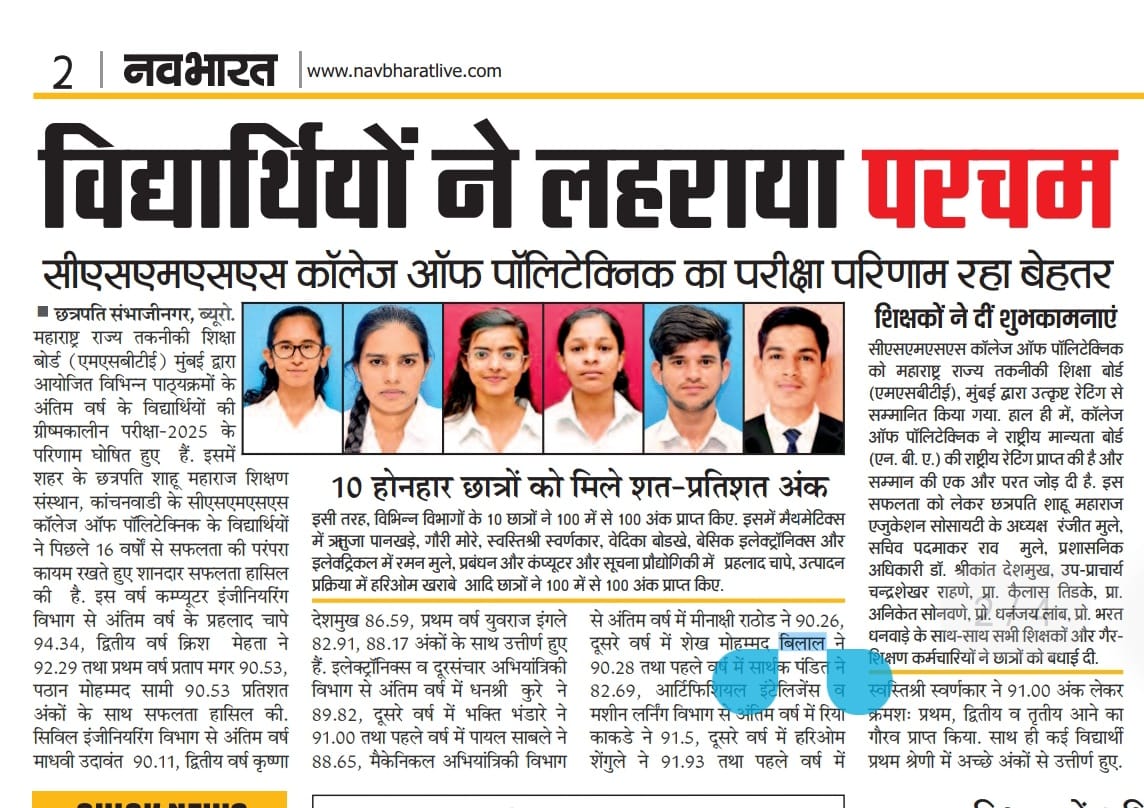 2
नवभारत
www.navbharatlive.com
विद्यार्थियों ने लहराया परचम
सीएसएमएसएस कॉलेज ऑफ पॉलिटेक्निक का परीक्षा परिणाम रहा बेहतर
■ छत्रपति संभाजीनगर, ब्यूरो.
महाराष्ट्र राज्य तकनीकी शिक्षा
बोर्ड (एमएसबीटीई) मुंबई द्वारा
आयोजित विभिन्न पाठ्यक्रमों के
अंतिम वर्ष के विद्यार्थियों की
ग्रीष्मकालीन परीक्षा-2025 के
परिणाम घोषित हुए हैं. इसमें
शहर के छत्रपति शाहू महाराज शिक्षण
संस्थान, कांचनवाडी के सीएसएमएसएस
कॉलेज ऑफ पॉलिटेक्निक के विद्यार्थियों
ने पिछले 16 वर्षों से सफलता की परंपरा
कायम रखते हुए शानदार सफलता हासिल
की है. इस वर्ष कम्प्यूटर इंजीनियरिंग
विभाग से अंतिम वर्ष के प्रहलाद चापे
94.34, द्वितीय वर्ष क्रिश मेहता ने
92.29 तथा प्रथम वर्ष प्रताप मगर 90.53,
पठान मोहम्मद सामी 90.53 प्रतिशत
अंकों के साथ सफलता हासिल की.
सिविल इंजीनियरिंग विभाग से अंतिम वर्ष
माधवी उदावंत 90.11, द्वितीय वर्ष कृष्णा
10 होनहार छात्रों को मिले शत-प्रतिशत अंक
इसी तरह, विभिन्न विभागों के 10 छात्रों ने 100 में से 100 अंक प्राप्त किए. इसमें मैथमेटिक्स
में ऋतुजा पानखड़े, गौरी मोरे, स्वस्तिश्री स्वर्णकार, वेदिका बोडखे, बेसिक इलेक्ट्रॉनिक्स और
इलेक्ट्रिकल में रमन मुले, प्रबंधन और कंप्यूटर और सूचना प्रौद्योगिकी में प्रहलाद चापे, उत्पादन
प्रक्रिया में हरिओम खराबे आदि छात्रों ने 100 में से 100 अंक प्राप्त किए.
देशमुख 86.59, प्रथम वर्ष युवराज इंगले
82.91, 88.17 अंकों के साथ उत्तीर्ण हुए
हैं. इलेक्ट्रॉनिक्स व दूरसंचार अभियांत्रिकी
विभाग से अंतिम वर्ष में धनश्री कुरे ने
89.82, दूसरे वर्ष में भक्ति भंडारे ने
91.00 तथा पहले वर्ष में पायल साबले ने
88.65, मैकेनिकल अभियांत्रिकी विभाग
से अंतिम वर्ष में मीनाक्षी राठोड ने 90.26,
दूसरे वर्ष में शेख मोहम्मद बिलाल ने
90.28 तथा पहले वर्ष में सार्थक पंडित ने
82.69, आर्टिफिशियल इंटेलिजेंस व
मशीन लर्निंग विभाग से अंतिम वर्ष में रिया
काकडे ने 91.5, दूसरे वर्ष में हरिओम
शेंगुले ने 91.93 तथा पहले वर्ष में
शिक्षकों ने दीं शुभकामनाएं
सीएसएमएसएस कॉलेज ऑफ पॉलिटेक्निक
को महाराष्ट्र राज्य तकनीकी शिक्षा बोर्ड
(एमएसबीटीई), मुंबई द्वारा उत्कृष्ट रेटिंग से
सम्मानित किया गया. हाल ही में, कॉलेज
ऑफ पॉलिटेक्निक ने राष्ट्रीय मान्यता बोर्ड
(एन. बी. ए.) की राष्ट्रीय रेटिंग प्राप्त की है और
सम्मान की एक और परत जोड़ दी है. इस
सफलता को लेकर छत्रपति शाहू महाराज
एजुकेशन सोसायटी के अध्यक्ष रंजीत मुले,
सचिव पदमाकर राव मुले, प्रशासनिक
अधिकारी डॉ. श्रीकांत देशमुख, उप-प्राचार्य
चन्द्रशेखर राहणे, प्रा. कैलास तिडके, प्रा.
अनिकेत सोनवणे, प्रो. धनंजय तांब, प्रो. भरत
धनवाड़े के साथ-साथ सभी शिक्षकों और गैर-
शिक्षण कर्मचारियों ने छात्रों को बधाई दी.
स्वस्तिश्री स्वर्णकार ने 91.00 अंक लेकर
क्रमशः प्रथम, द्वितीय व तृतीय आने का
गौरव प्राप्त किया. साथ ही कई विद्यार्थी
प्रथम श्रेणी में अच्छे अंकों से उत्तीर्ण हुए.